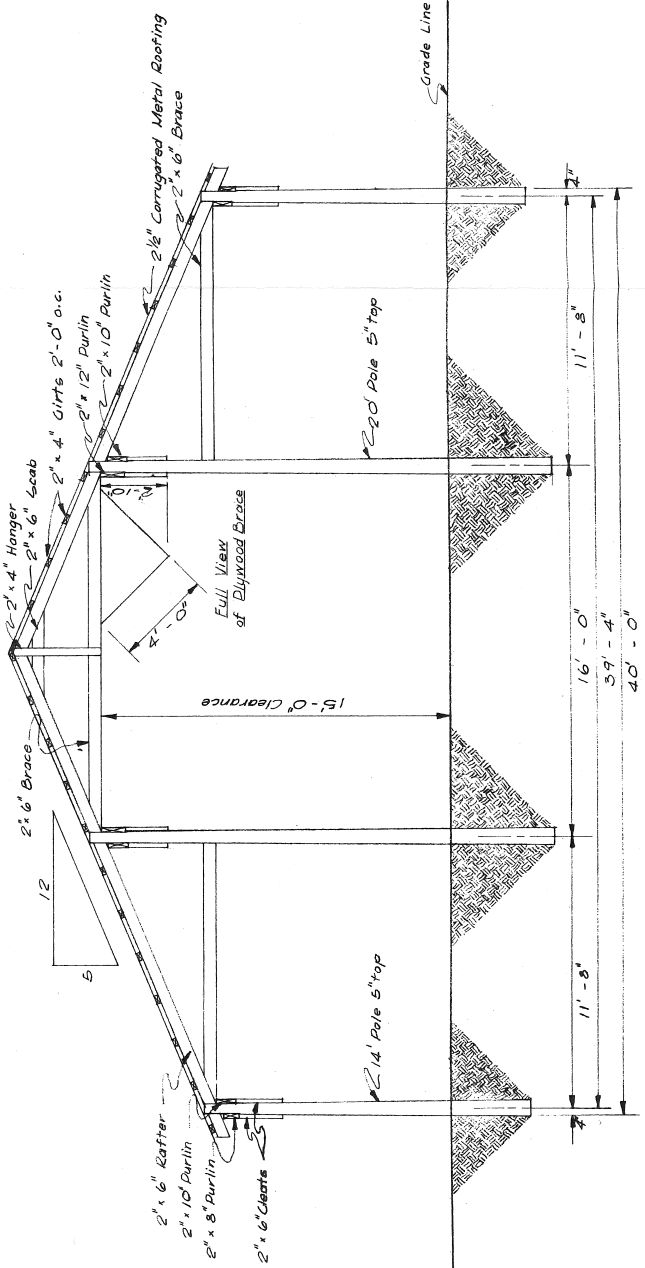 2" x 6" Brace
2" x 4" Hanger
2" x 6" Scab
2" x 4" Girts 2'-0" o.c.
2" x 12" Purlin
2" x 10" Purlin
2½" Corrugated Metal Roofing
2" x 6" Brace
12
5
2" x 6" Rafter
2" x 10" Purlin
2" x 8" Purlin
2" x 6" Cleats
2'-10"
4'-0"
Full View
of Plywood Brace
15'-0" Clearance
14' Pole 5" top
20' Pole 5" top
Grade Line
4"
11'-8"
16'-0"
11'-8"
4"
39'-4"
40'-0"